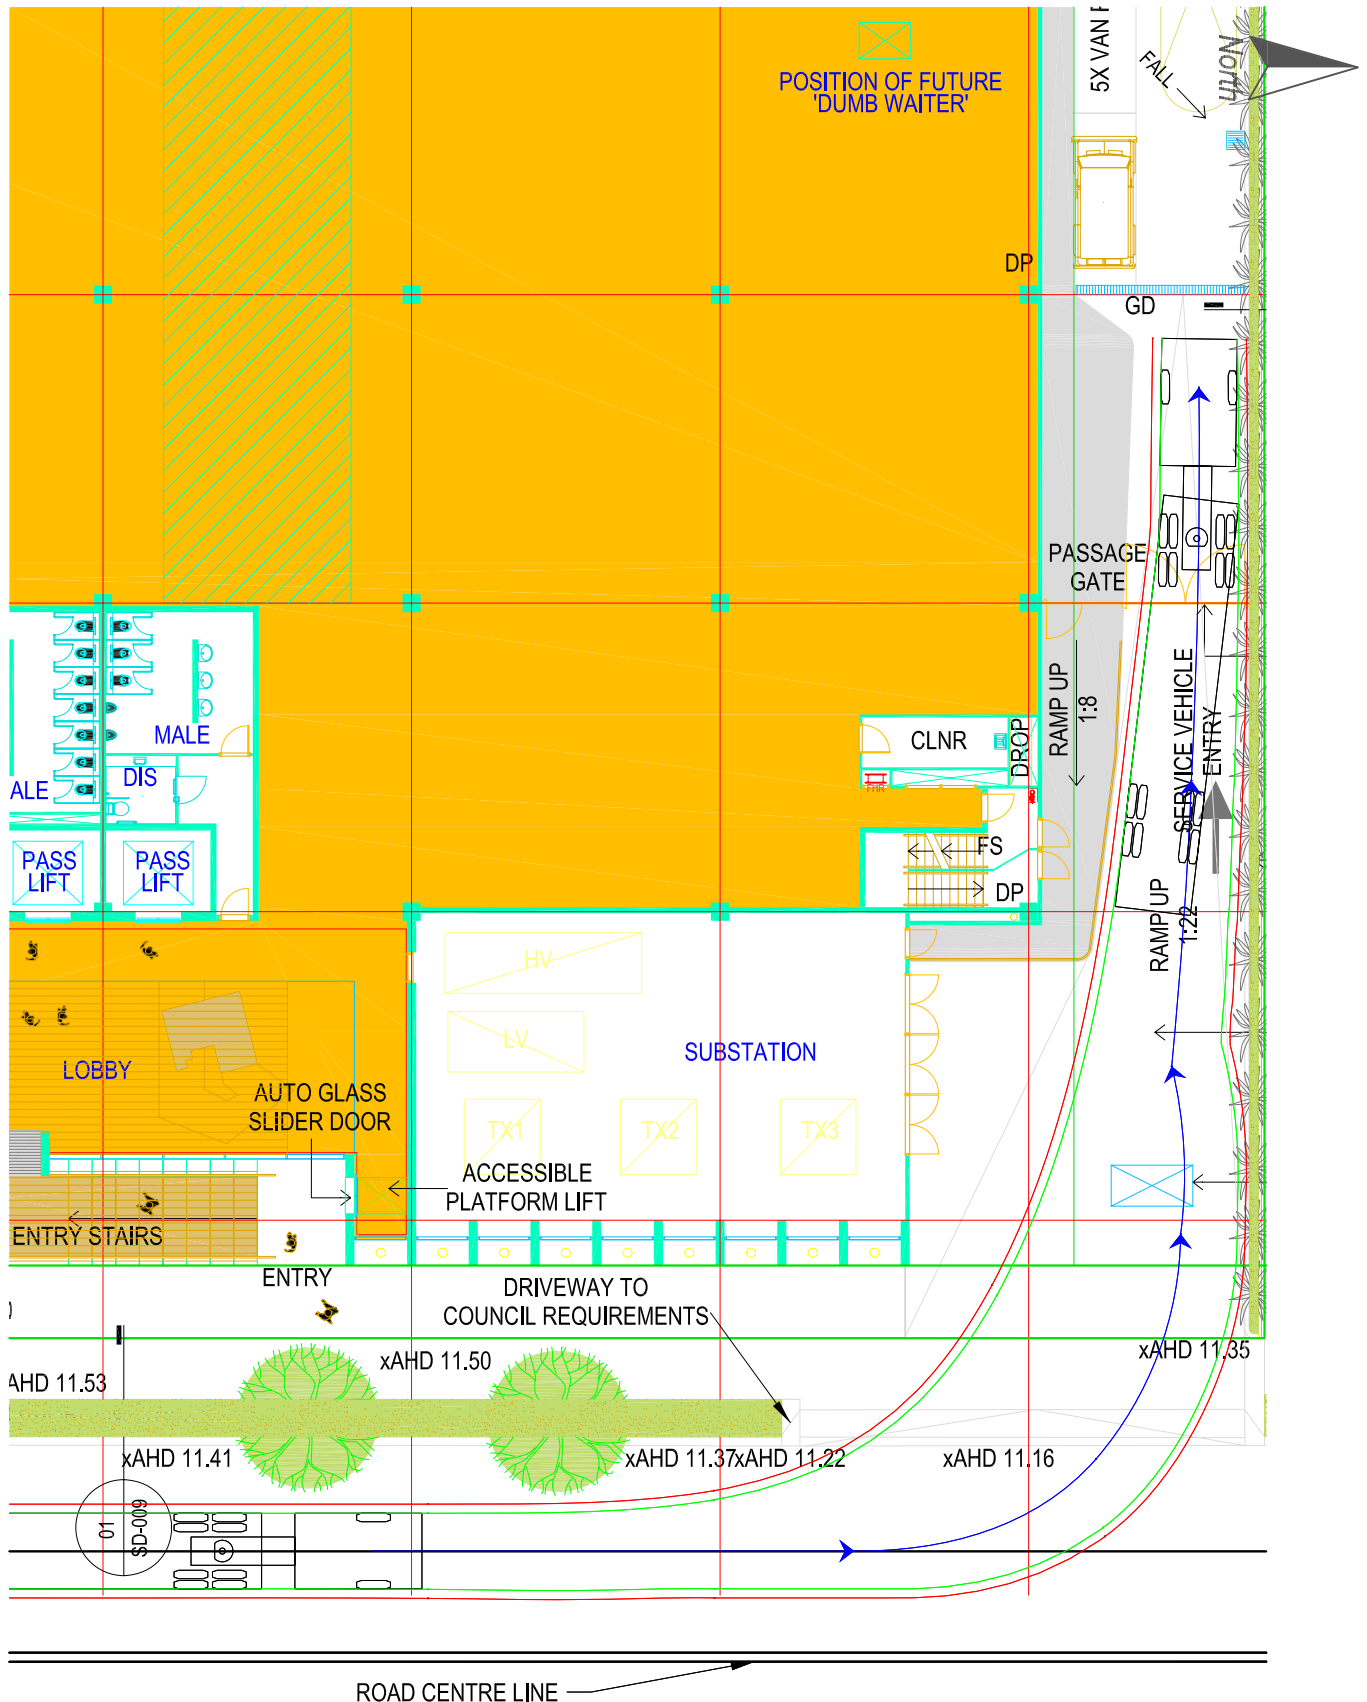 POSITION OF FUTURE
'DUMB WAITER'
5X VAN
FALL
North
DP
GD
PASSAGE
GATE
RAMP UP
1:8
SERVICE VEHICLE
ENTRY
RAMP UP
1:22
MALE
DIS
ALE
PASS
LIFT
PASS
LIFT
CLNR
DROP
FHR
FS
DP
HV
LV
TX1
TX2
TX3
SUBSTATION
LOBBY
AUTO GLASS
SLIDER DOOR
ACCESSIBLE
PLATFORM LIFT
ENTRY STAIRS
ENTRY
DRIVEWAY TO
COUNCIL REQUIREMENTS
xAHD 11.50
xAHD 11.35
AHD 11.53
xAHD 11.41
xAHD 11.37
xAHD 11.22
xAHD 11.16
01
SD-009
ROAD CENTRE LINE